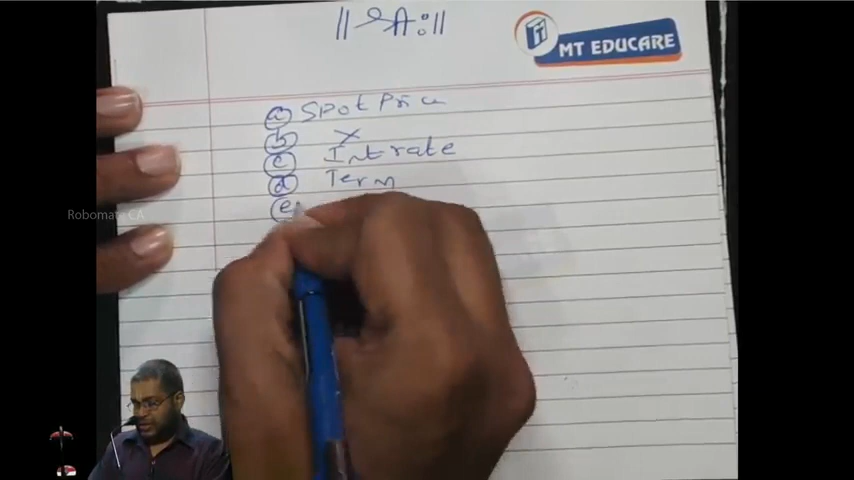 MT EDUCARE
(a) Spot Price
(b) X
(c) Int rate
(d) Term
(e)
Robomate CA